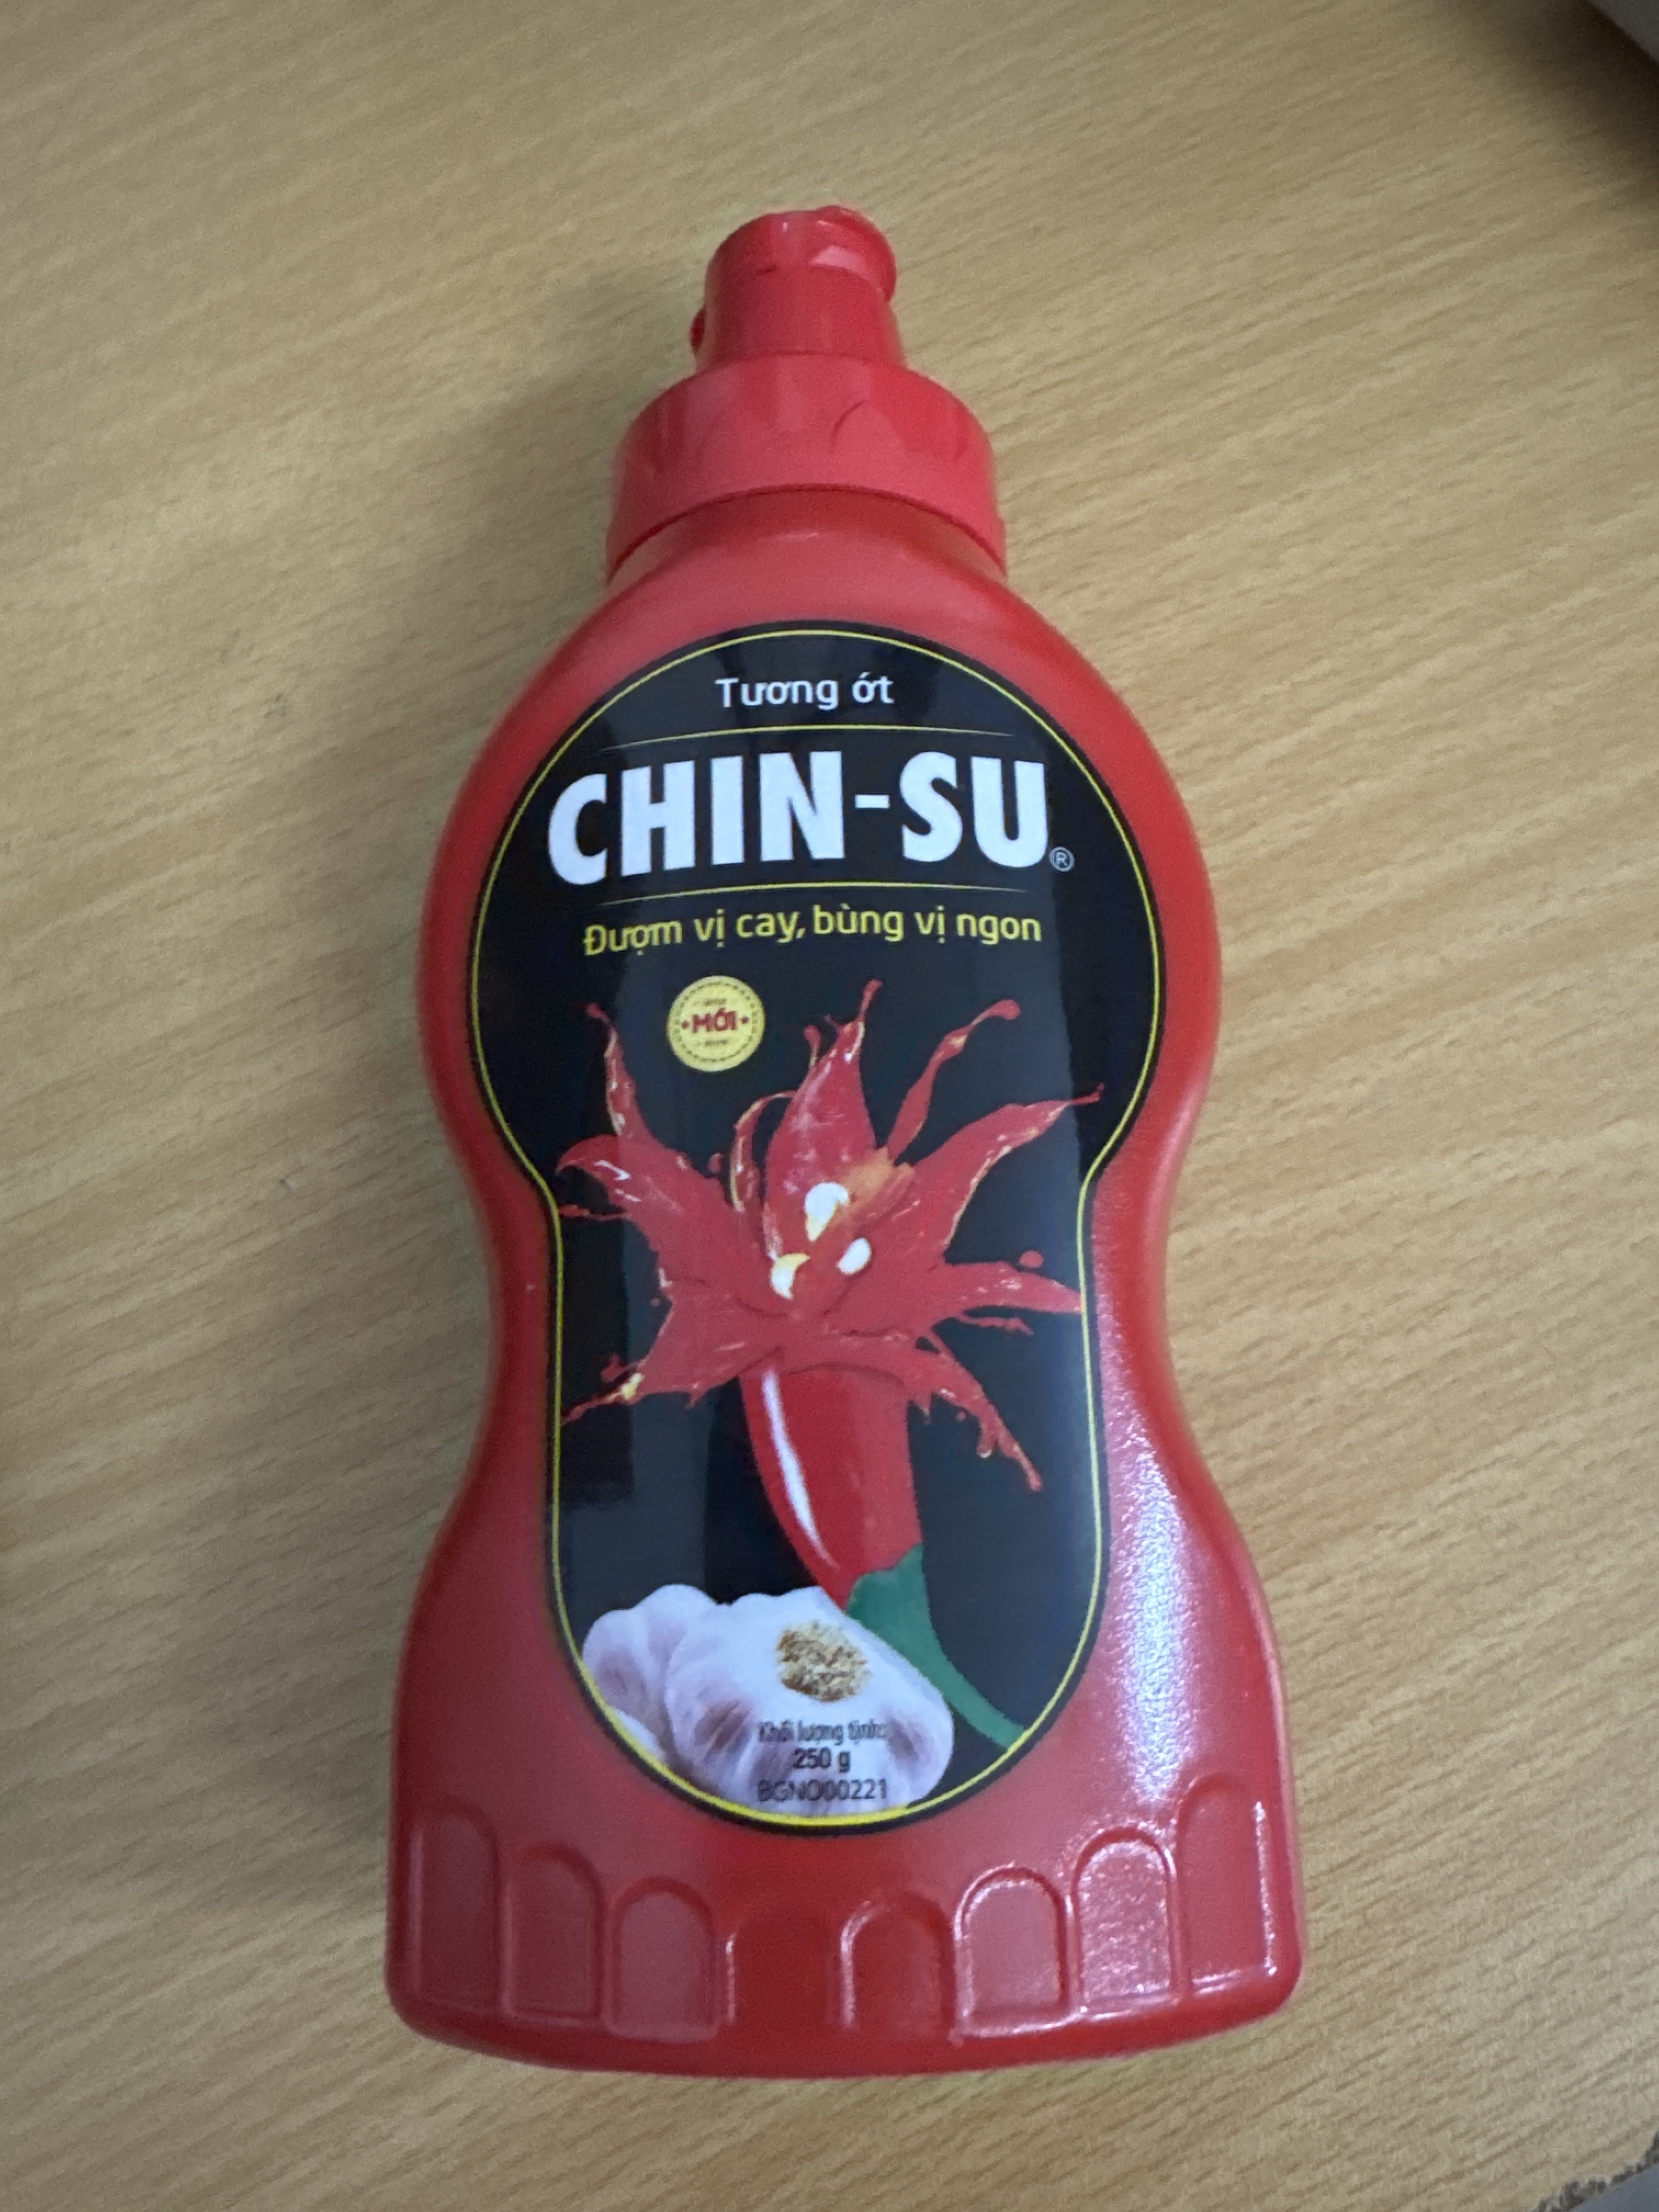 Tương ớt
CHIN-SU®
Đượm vị cay, bùng vị ngon
MỚI
Khối lượng tịnh:
250 g
BGNO00221